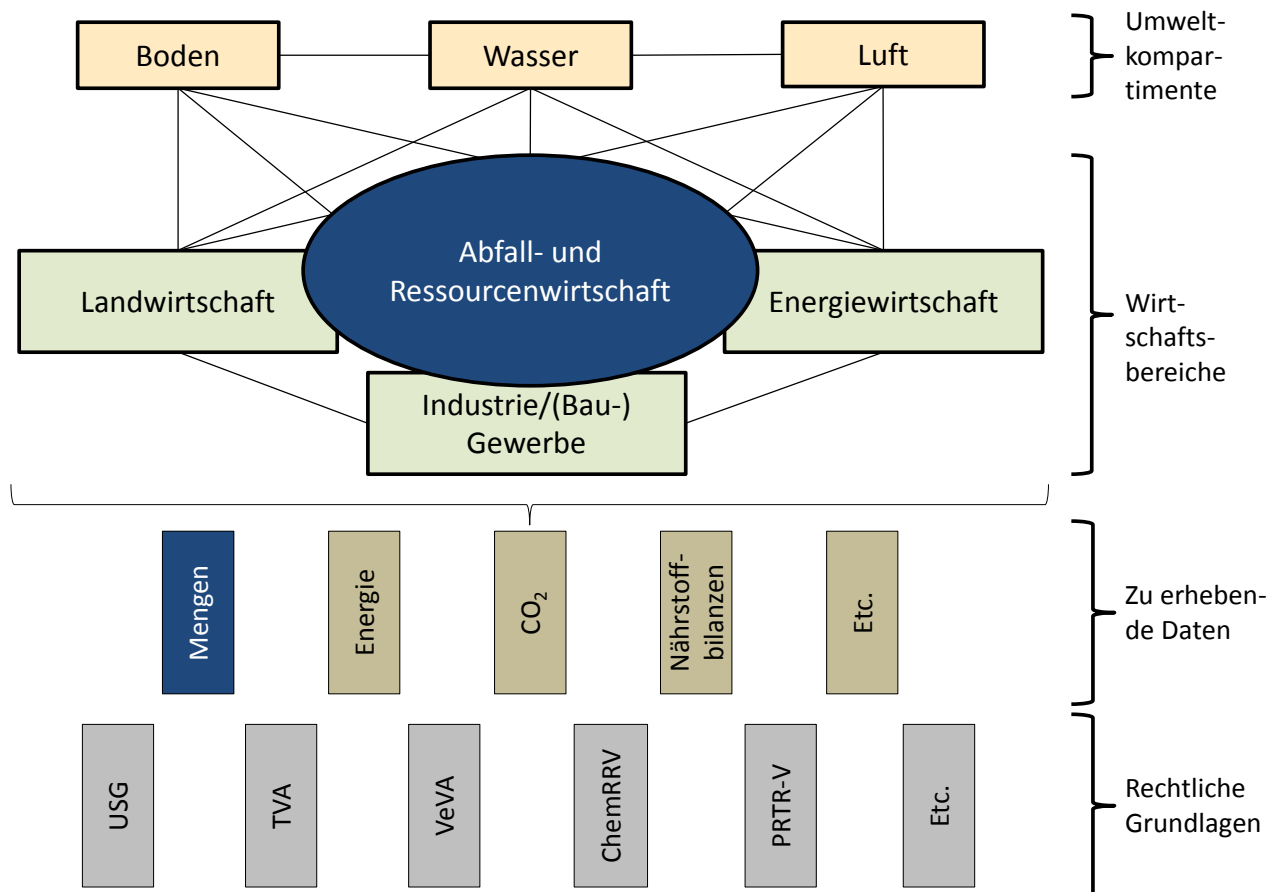 Boden
Wasser
Luft
Umwelt-
kompar-
timente
Abfall- und
Ressourcenwirtschaft
Landwirtschaft
Energiewirtschaft
Industrie/(Bau-)
Gewerbe
Wirt-
schafts-
bereiche
Mengen
Energie
CO₂
Nährstoff-
bilanzen
Etc.
Zu erheben-
de Daten
USG
TVA
VeVA
ChemRRV
PRTR-V
Etc.
Rechtliche
Grundlagen